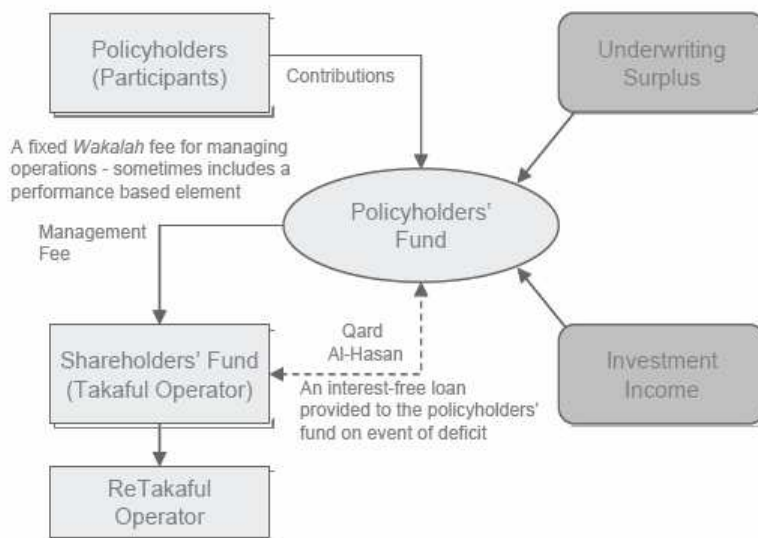 Policyholders
(Participants)
Contributions
Underwriting
Surplus
A fixed Wakalah fee for managing
operations - sometimes includes a
performance based element
Policyholders'
Fund
Management
Fee
Qard
Al-Hasan
Shareholders' Fund
(Takaful Operator)
An interest-free loan
provided to the policyholders'
fund on event of deficit
Investment
Income
ReTakaful
Operator